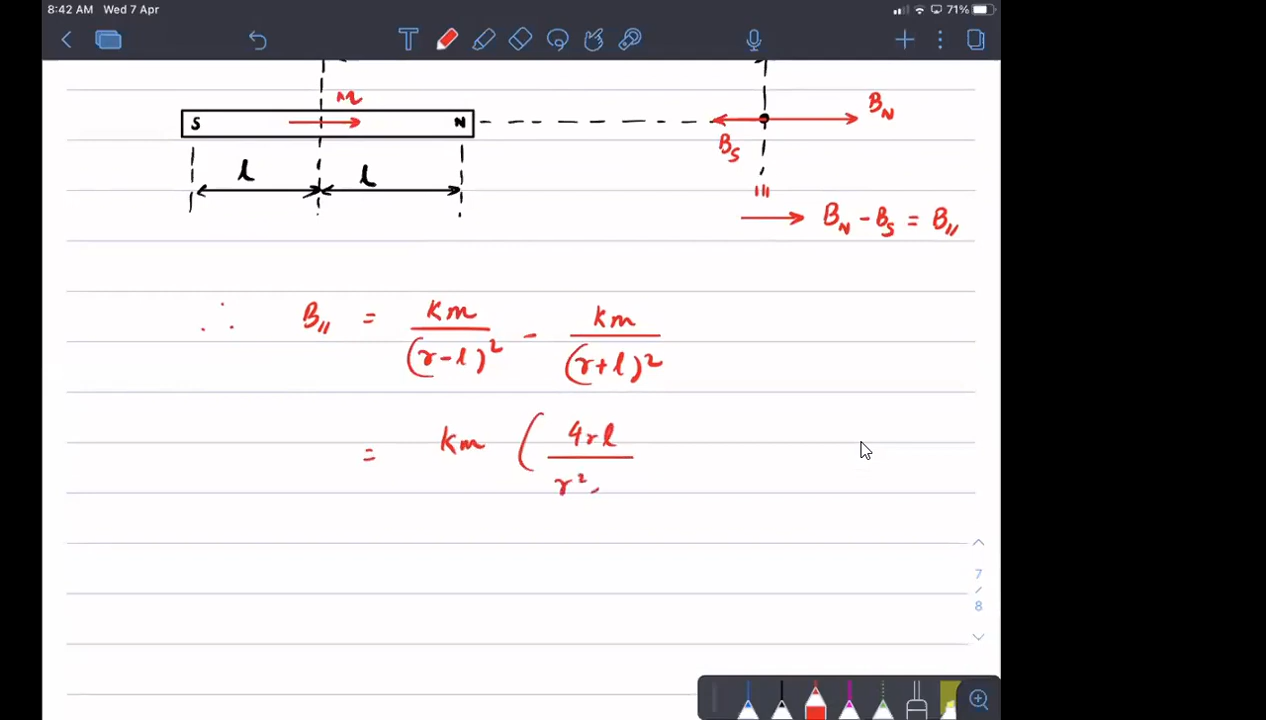 8:42 AM Wed 7 Apr 71%
T
M
S N
B_N
B_S
l l
B_N - B_S = B_{||}
∴ B_{||} = km/(r-l)^2 - km/(r+l)^2
= km ( 4rl/r^2 -
7
/
8